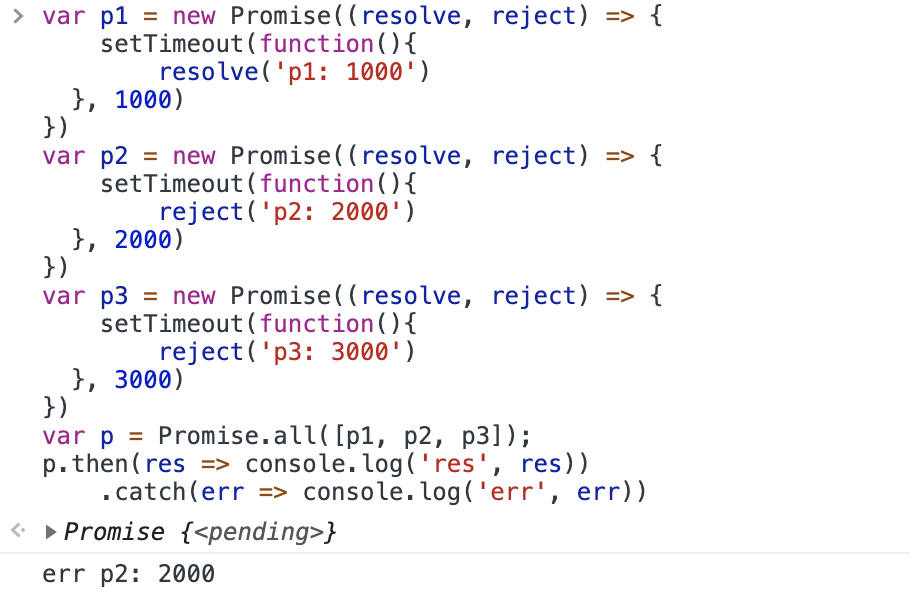 > var p1 = new Promise((resolve, reject) => {
    setTimeout(function(){
        resolve('p1: 1000')
  }, 1000)
})
var p2 = new Promise((resolve, reject) => {
    setTimeout(function(){
        reject('p2: 2000')
  }, 2000)
})
var p3 = new Promise((resolve, reject) => {
    setTimeout(function(){
        reject('p3: 3000')
  }, 3000)
})
var p = Promise.all([p1, p2, p3]);
p.then(res => console.log('res', res))
    .catch(err => console.log('err', err))
Promise {<pending>}
err p2: 2000